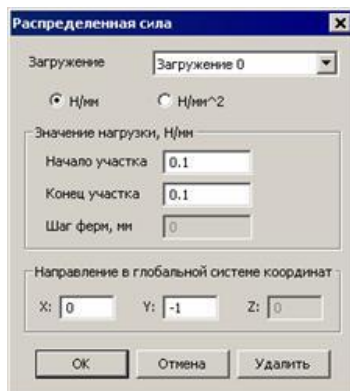 Распределенная сила
Загружение Загружение 0
Н/мм Н/мм^2
Значение нагрузки, Н/мм
Начало участка 0.1
Конец участка 0.1
Шаг ферм, мм 0
Направление в глобальной системе координат
X: 0 Y: -1 Z: 0
OK Отмена Удалить